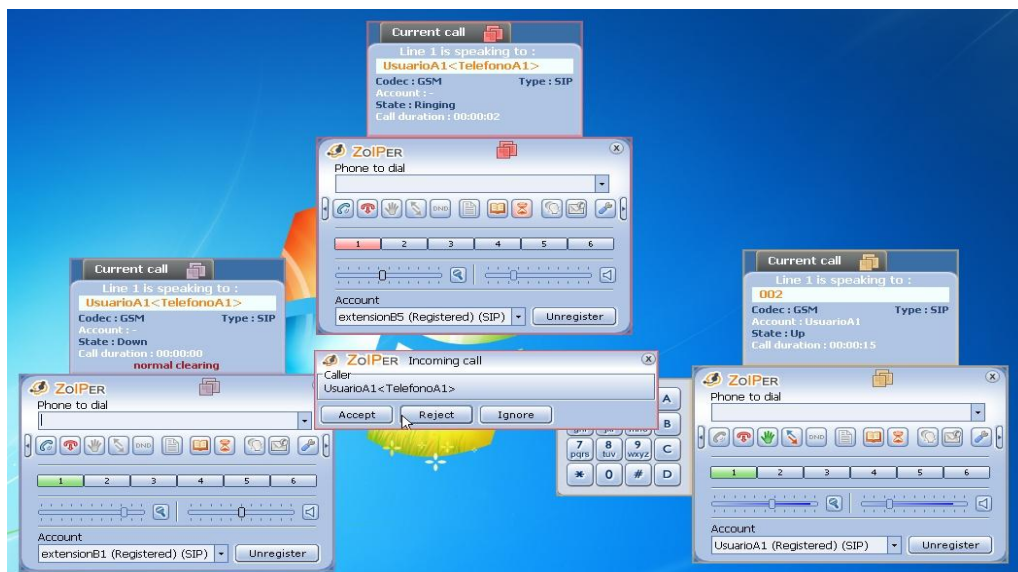 Current call
Line 1 is speaking to :
UsuarioA1<TelefonoA1>
Codec : GSM Type : SIP
Account : -
State : Ringing
Call duration : 00:00:02
ZOIPER
Phone to dial
DND
1 2 3 4 5 6
Account
extensionB5 (Registered) (SIP) Unregister
Current call
Line 1 is speaking to :
UsuarioA1<TelefonoA1>
Codec : GSM Type : SIP
Account : -
State : Down
Call duration : 00:00:00
normal clearing
ZOIPER
Phone to dial
DND
1 2 3 4 5 6
Account
extensionB1 (Registered) (SIP) Unregister
ZOIPER Incoming call
Caller
UsuarioA1<TelefonoA1>
Accept Reject Ignore
A
B
7 8 9 C
pqrs tuv wxyz
* 0 # D
Current call
Line 1 is speaking to :
002
Codec : GSM Type : SIP
Account : UsuarioA1
State : Up
Call duration : 00:00:15
ZOIPER
Phone to dial
DND
1 2 3 4 5 6
Account
UsuarioA1 (Registered) (SIP) Unregister